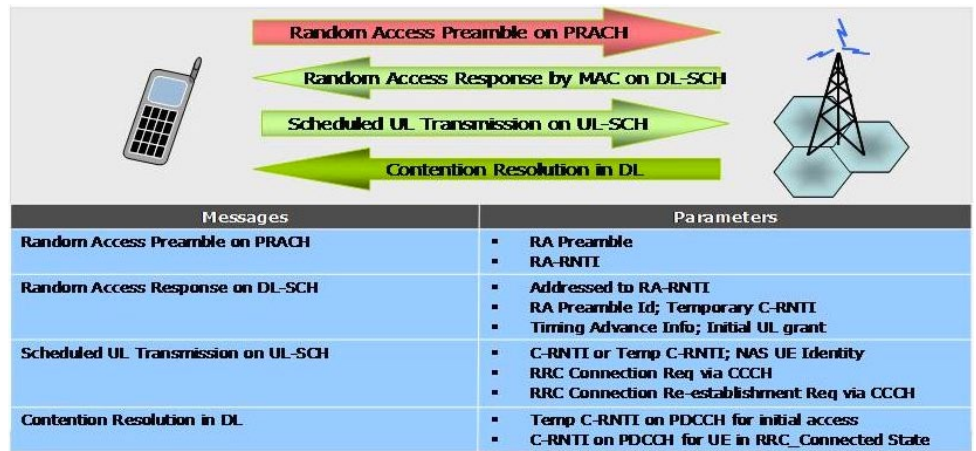 Random Access Preamble on PRACH
Random Access Response by MAC on DL-SCH
Scheduled UL Transmission on UL-SCH
Contention Resolution in DL
Messages
Parameters
Random Access Preamble on PRACH
▪ RA Preamble
▪ RA-RNTI
Random Access Response on DL-SCH
▪ Addressed to RA-RNTI
▪ RA Preamble Id; Temporary C-RNTI
▪ Timing Advance Info; Initial UL grant
Scheduled UL Transmission on UL-SCH
▪ C-RNTI or Temp C-RNTI; NAS UE Identity
▪ RRC Connection Req via CCCH
▪ RRC Connection Re-establishment Req via CCCH
Contention Resolution in DL
▪ Temp C-RNTI on PDCCH for initial access
▪ C-RNTI on PDCCH for UE in RRC_Connected State